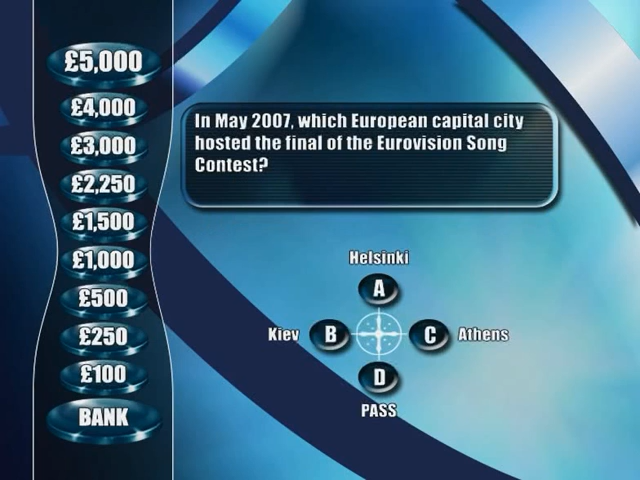 £5,000
£4,000
£3,000
£2,250
£1,500
£1,000
£500
£250
£100
BANK
In May 2007, which European capital city
hosted the final of the Eurovision Song
Contest?
Helsinki
A
Kiev B C Athens
D
PASS